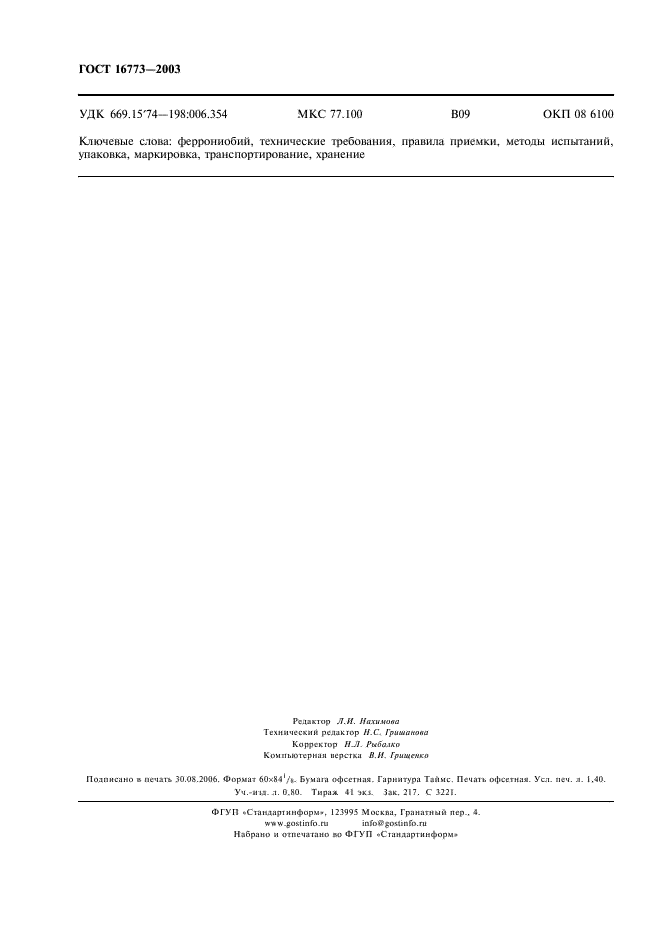 ГОСТ 16773—2003
УДК 669.15'74—198:006.354 МКС 77.100 В09 ОКП 08 6100
Ключевые слова: феррониобий, технические требования, правила приемки, методы испытаний,
упаковка, маркировка, транспортирование, хранение
Редактор Л.И. Нахимова
Технический редактор Н.С. Гришанова
Корректор Н.Л. Рыбалко
Компьютерная верстка В.И. Грищенко
Подписано в печать 30.08.2006. Формат 60×84 1/8. Бумага офсетная. Гарнитура Таймс. Печать офсетная. Усл. печ. л. 1,40.
Уч.-изд. л. 0,80. Тираж 41 экз. Зак. 217. С 3221.
ФГУП «Стандартинформ», 123995 Москва, Гранатный пер., 4.
www.gostinfo.ru info@gostinfo.ru
Набрано и отпечатано во ФГУП «Стандартинформ»